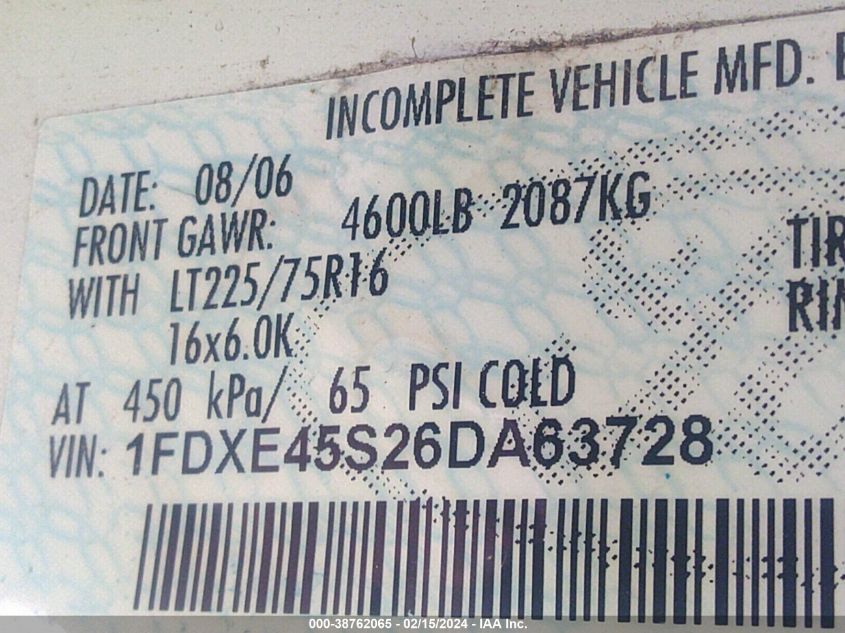 INCOMPLETE VEHICLE MFD.
DATE: 08/06
FRONT GAWR: 4600LB 2087KG
WITH LT225/75R16
16x6.0K
AT 450 kPa/ 65 PSI COLD
VIN: 1FDXE45S26DA63728
000-38762065 - 02/15/2024 - IAA Inc.